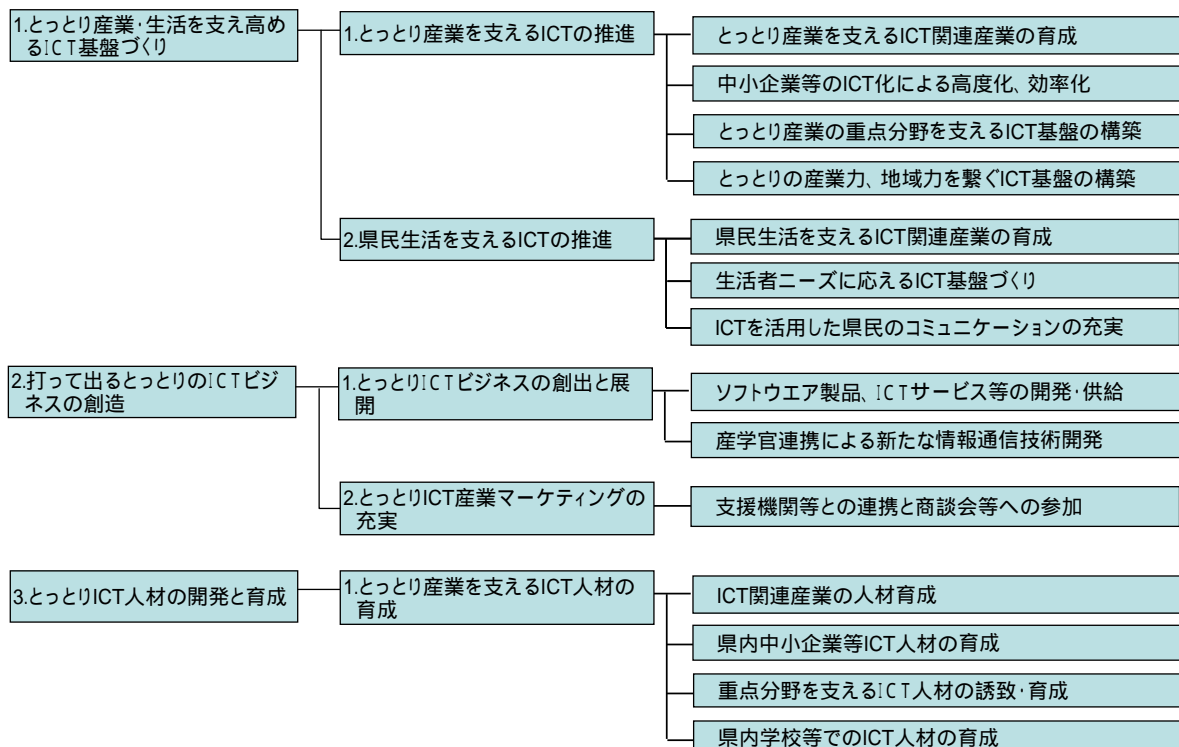 1.とっとり産業・生活を支え高め
るICT基盤づくり
1.とっとり産業を支えるICTの推進
とっとり産業を支えるICT関連産業の育成
中小企業等のICT化による高度化、効率化
とっとり産業の重点分野を支えるICT基盤の構築
とっとりの産業力、地域力を繋ぐICT基盤の構築
2.県民生活を支えるICTの推進
県民生活を支えるICT関連産業の育成
生活者ニーズに応えるICT基盤づくり
ICTを活用した県民のコミュニケーションの充実
2.打って出るとっとりのICTビジ
ネスの創造
1.とっとりICTビジネスの創出と展
開
ソフトウエア製品、ICTサービス等の開発・供給
産学官連携による新たな情報通信技術開発
2.とっとりICT産業マーケティングの
充実
支援機関等との連携と商談会等への参加
3.とっとりICT人材の開発と育成
1.とっとり産業を支えるICT人材の
育成
ICT関連産業の人材育成
県内中小企業等ICT人材の育成
重点分野を支えるICT人材の誘致・育成
県内学校等でのICT人材の育成